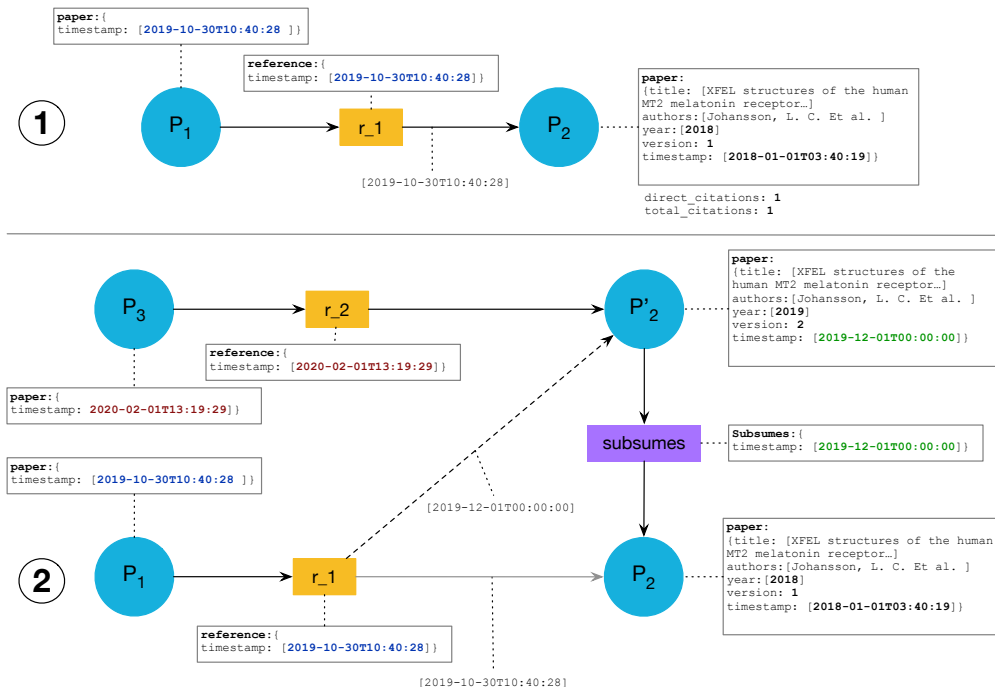 paper:{
timestamp: [2019-10-30T10:40:28 ]}
reference:{
timestamp: [2019-10-30T10:40:28]}
1
P1
r_1
P2
[2019-10-30T10:40:28]
paper:
{title: [XFEL structures of the human
MT2 melatonin receptor…]
authors:[Johansson, L. C. Et al. ]
year:[2018]
version: 1
timestamp: [2018-01-01T03:40:19]}
direct_citations: 1
total_citations: 1
P3
r_2
P'2
paper:
{title: [XFEL structures of the
human MT2 melatonin receptor…]
authors:[Johansson, L. C. Et al. ]
year:[2019]
version: 2
timestamp: [2019-12-01T00:00:00]}
reference:{
timestamp: [2020-02-01T13:19:29]}
paper:{
timestamp: 2020-02-01T13:19:29]}
subsumes
Subsumes:{
timestamp: [2019-12-01T00:00:00]}
paper:{
timestamp: [2019-10-30T10:40:28 ]}
[2019-12-01T00:00:00]
2
P1
r_1
P2
paper:
{title: [XFEL structures of the human
MT2 melatonin receptor…]
authors:[Johansson, L. C. Et al. ]
year:[2018]
version: 1
timestamp: [2018-01-01T03:40:19]}
reference:{
timestamp: [2019-10-30T10:40:28]}
[2019-10-30T10:40:28]